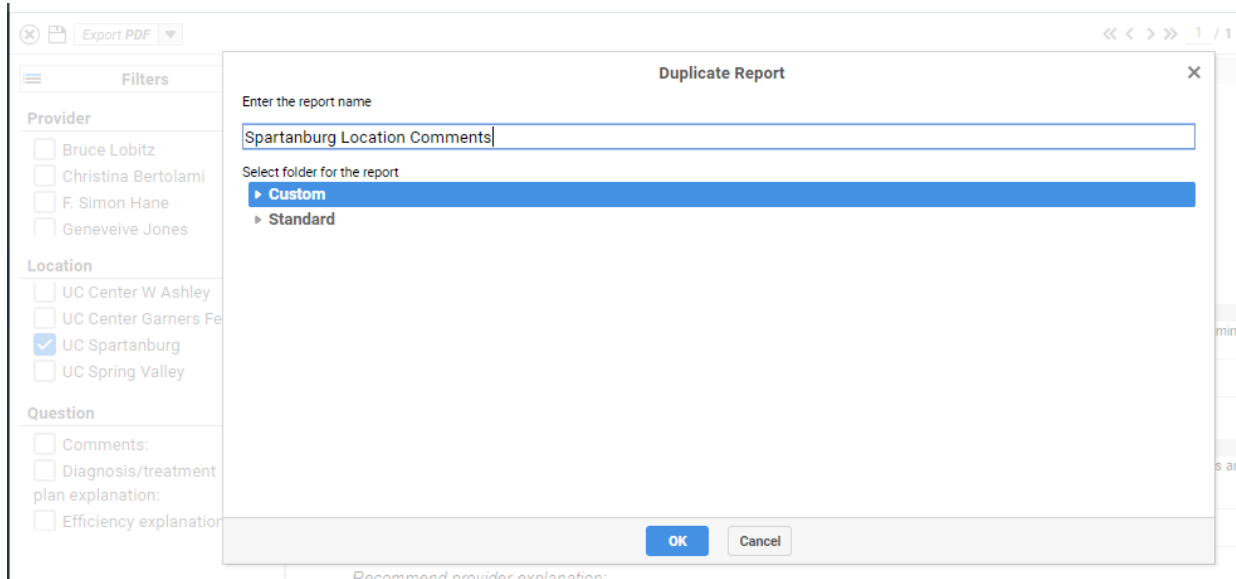 Export PDF
1 / 1
Filters
Duplicate Report
Enter the report name
Spartanburg Location Comments
Select folder for the report
Custom
Standard
Provider
Bruce Lobitz
Christina Bertolami
F. Simon Hane
Geneveive Jones
Location
UC Center W Ashley
UC Center Garners Fe
UC Spartanburg
UC Spring Valley
Question
Comments:
Diagnosis/treatment
plan explanation:
Efficiency explanation
OK
Cancel
Recommend provider explanation: